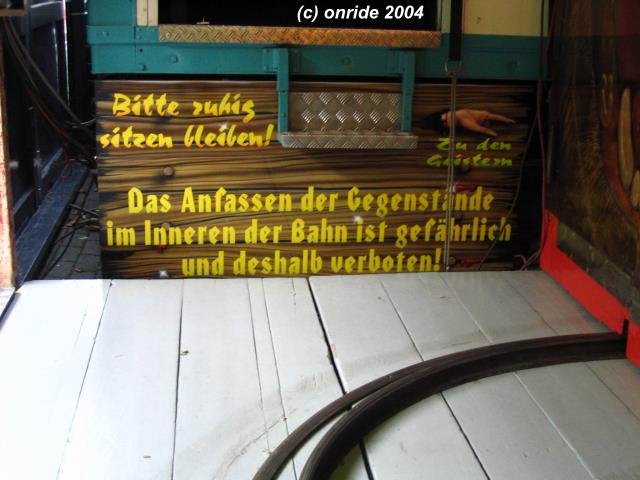 (c) onride 2004
Bitte ruhig
sitzen bleiben!
Zu den
Geistern
Das Anfassen der Gegenstände
im Inneren der Bahn ist gefährlich
und deshalb verboten!